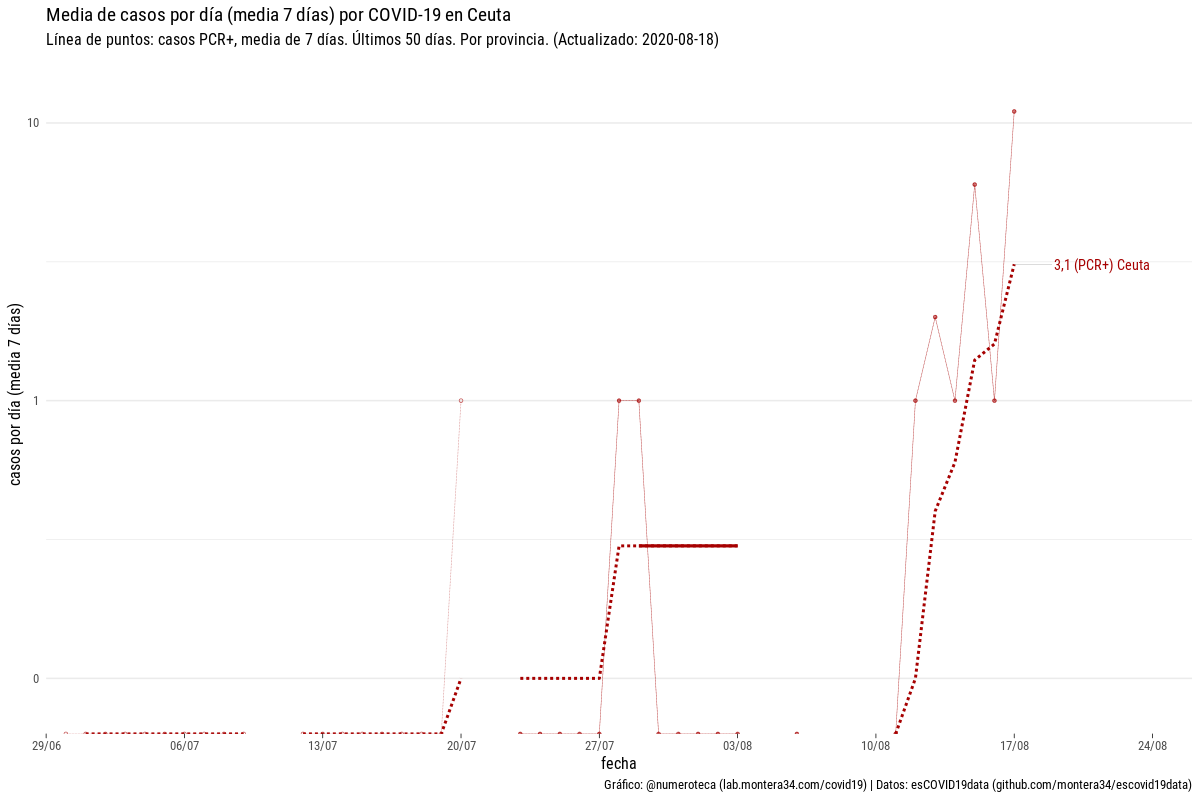 Media de casos por día (media 7 días) por COVID-19 en Ceuta
Línea de puntos: casos PCR+, media de 7 días. Últimos 50 días. Por provincia. (Actualizado: 2020-08-18)
casos por día (media 7 días)
10
1
0
3,1 (PCR+) Ceuta
29/06 06/07 13/07 20/07 27/07 03/08 10/08 17/08 24/08
fecha
Gráfico: @numeroteca (lab.montera34.com/covid19) | Datos: esCOVID19data (github.com/montera34/escovid19data)